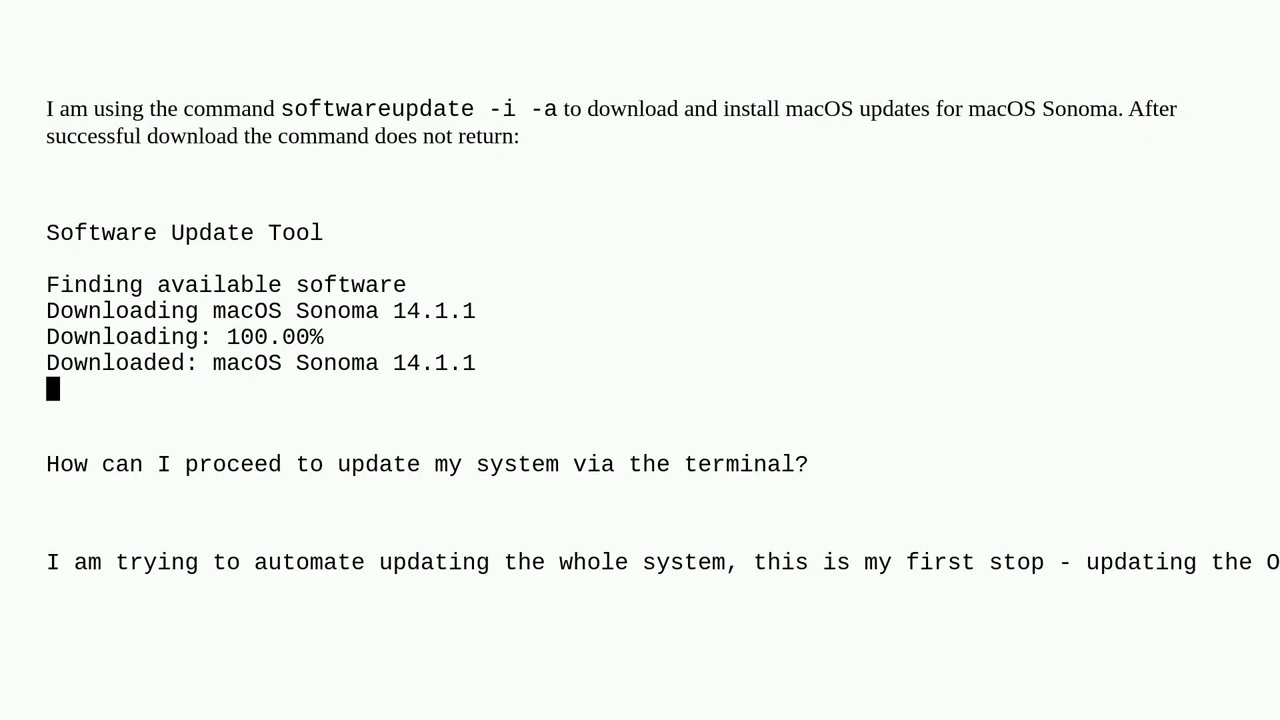 I am using the command softwareupdate -i -a to download and install macOS updates for macOS Sonoma. After
successful download the command does not return:
Software Update Tool
Finding available software
Downloading macOS Sonoma 14.1.1
Downloading: 100.00%
Downloaded: macOS Sonoma 14.1.1
How can I proceed to update my system via the terminal?
I am trying to automate updating the whole system, this is my first stop - updating the